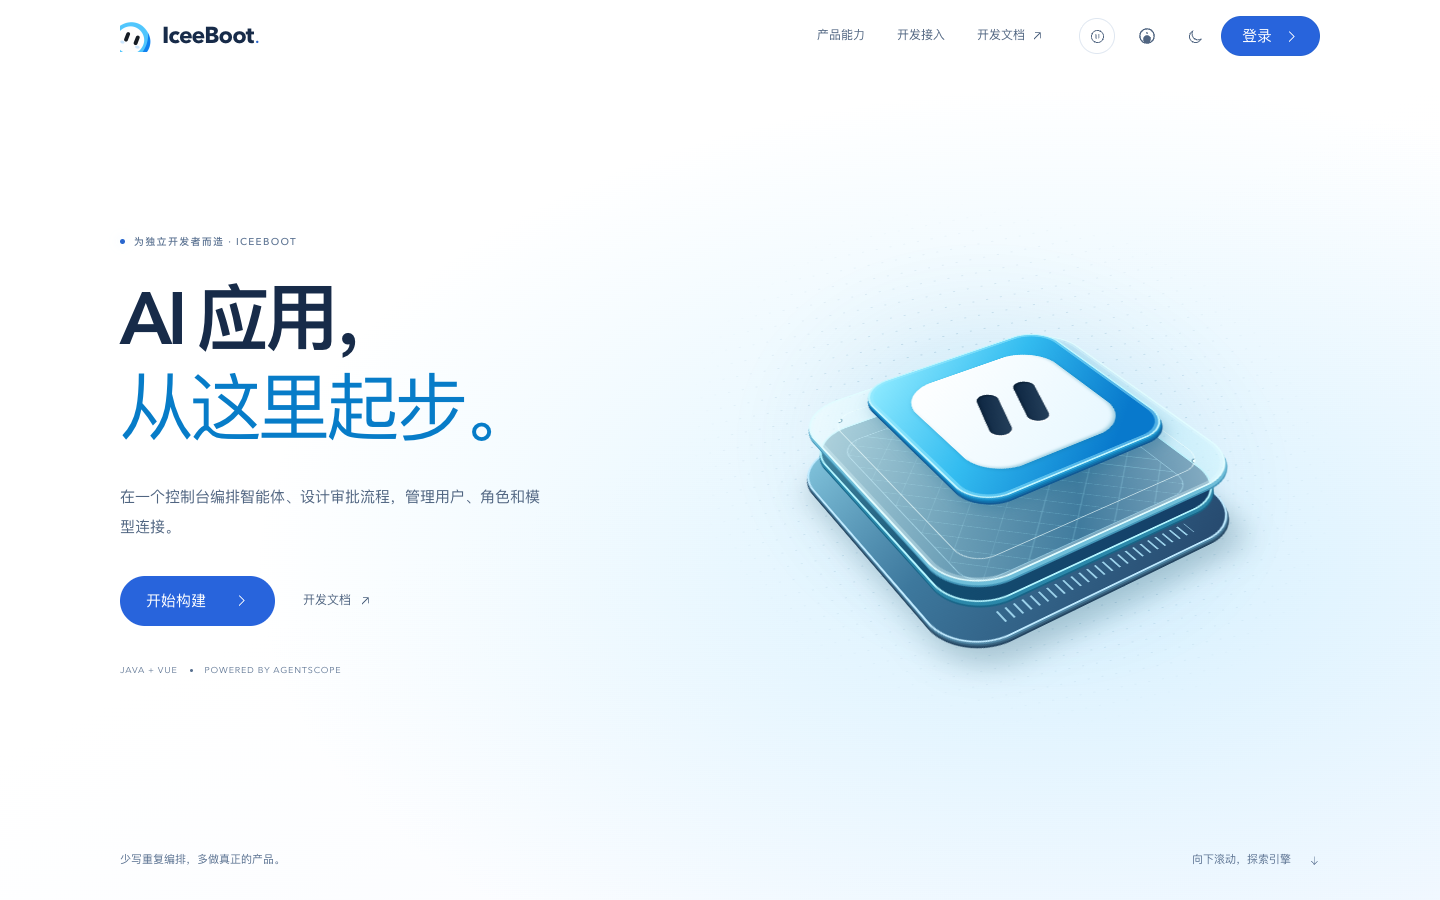 IceeBoot.
产品能力
开发接入
开发文档
登录
为独立开发者而造 · ICEEBOOT
AI 应用，
从这里起步。
在一个控制台编排智能体、设计审批流程，管理用户、角色和模
型连接。
开始构建
开发文档
JAVA + VUE • POWERED BY AGENTSCOPE
少写重复编排，多做真正的产品。
向下滚动，探索引擎